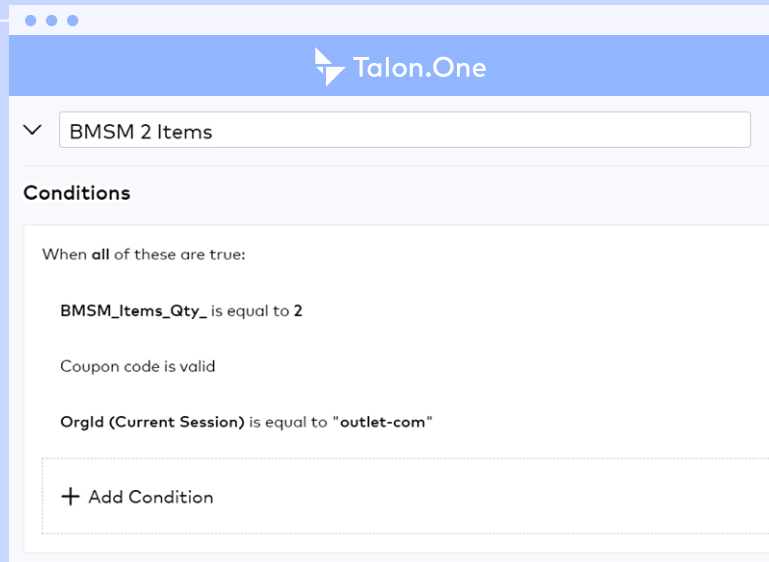 Talon.One
BMSM 2 Items
Conditions
When all of these are true:
BMSM_Items_Qty_ is equal to 2
Coupon code is valid
OrgId (Current Session) is equal to "outlet-com"
+ Add Condition